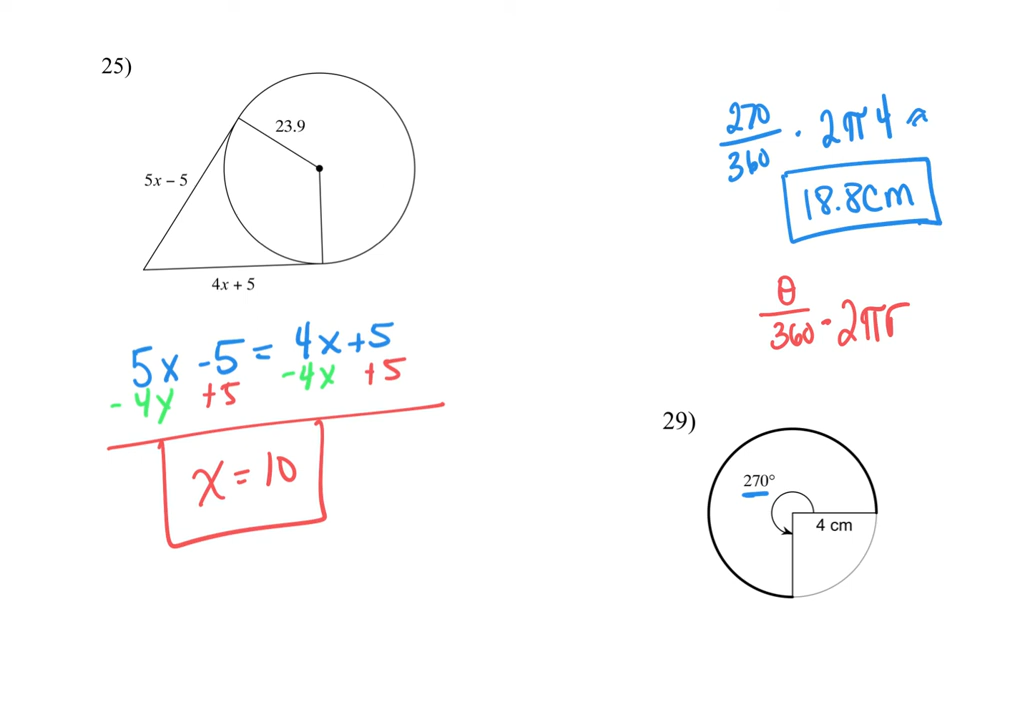 25)
23.9
5x − 5
4x + 5
5x - 5 = 4x + 5
- 4y +5 -4x +5
x = 10
270/360 · 2π4 ≈
18.8cm
θ/360 · 2πr
29)
270°
4 cm